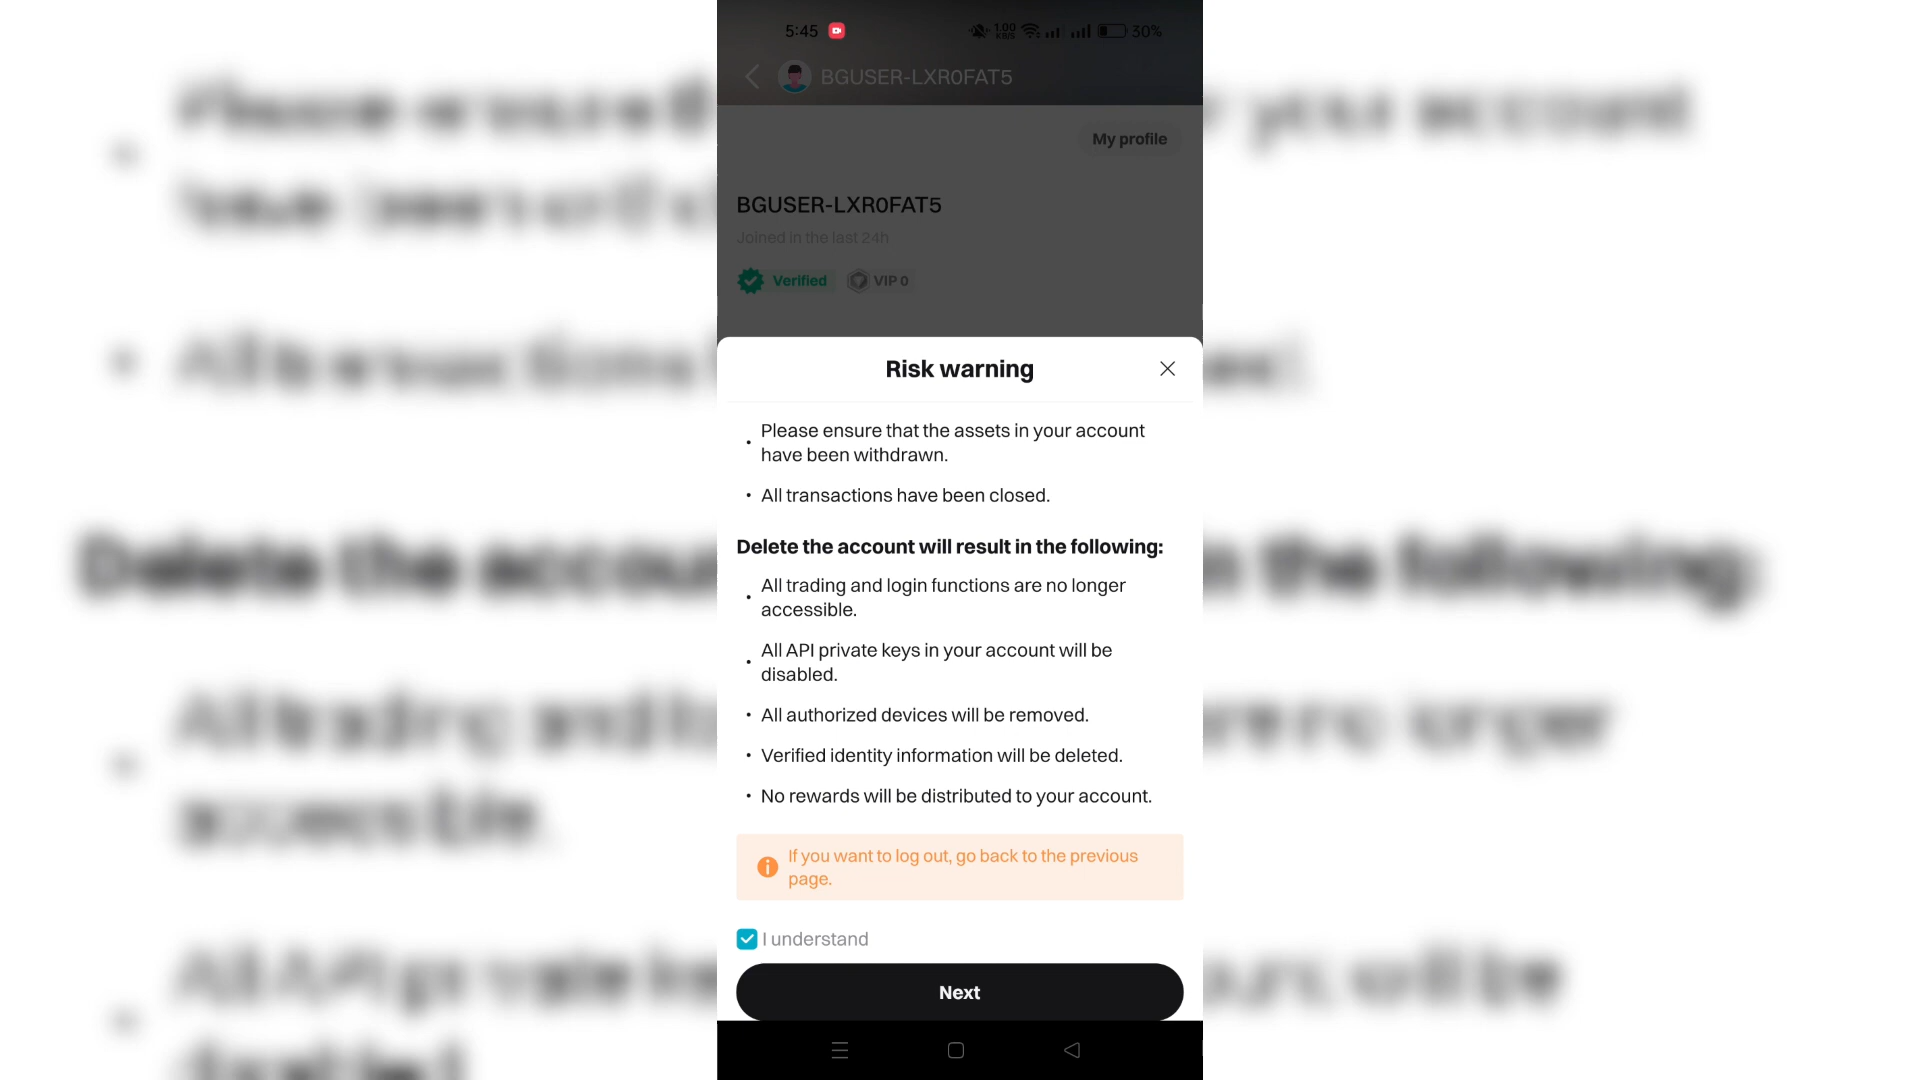 5:45
1.00
KB/S
30%
BGUSER-LXR0FAT5
My profile
BGUSER-LXR0FAT5
Joined in the last 24h
Verified
VIP 0
Risk warning
• Please ensure that the assets in your account
have been withdrawn.
• All transactions have been closed.
Delete the account will result in the following:
• All trading and login functions are no longer
accessible.
• All API private keys in your account will be
disabled.
• All authorized devices will be removed.
• Verified identity information will be deleted.
• No rewards will be distributed to your account.
If you want to log out, go back to the previous
page.
I understand
Next